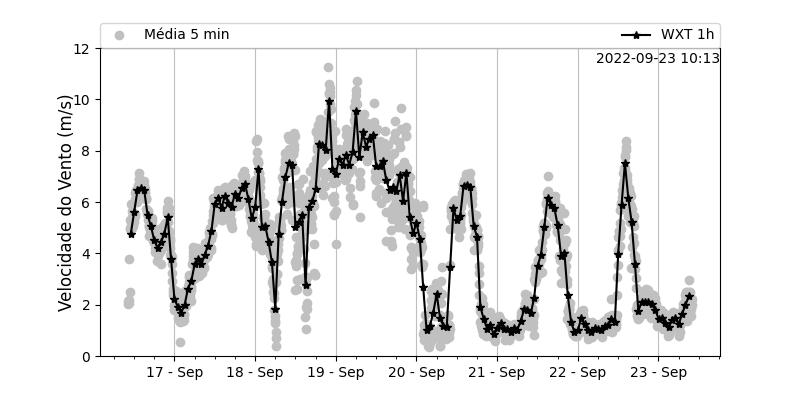 Média 5 min
WXT 1h
2022-09-23 10:13
Velocidade do Vento (m/s)
12
10
8
6
4
2
0
17 - Sep
18 - Sep
19 - Sep
20 - Sep
21 - Sep
22 - Sep
23 - Sep